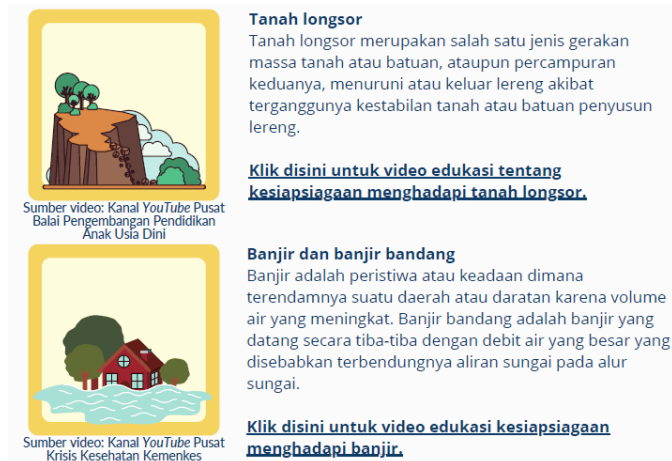 Tanah longsor
Tanah longsor merupakan salah satu jenis gerakan
massa tanah atau batuan, ataupun percampuran
keduanya, menuruni atau keluar lereng akibat
terganggunya kestabilan tanah atau batuan penyusun
lereng.
Klik disini untuk video edukasi tentang
kesiapsiagaan menghadapi tanah longsor.
Sumber video: Kanal YouTube Pusat
Balai Pengembangan Pendidikan
Anak Usia Dini
Banjir dan banjir bandang
Banjir adalah peristiwa atau keadaan dimana
terendamnya suatu daerah atau daratan karena volume
air yang meningkat. Banjir bandang adalah banjir yang
datang secara tiba-tiba dengan debit air yang besar yang
disebabkan terbendungnya aliran sungai pada alur
sungai.
Klik disini untuk video edukasi kesiapsiagaan
menghadapi banjir.
Sumber video: Kanal YouTube Pusat
Krisis Kesehatan Kemenkes